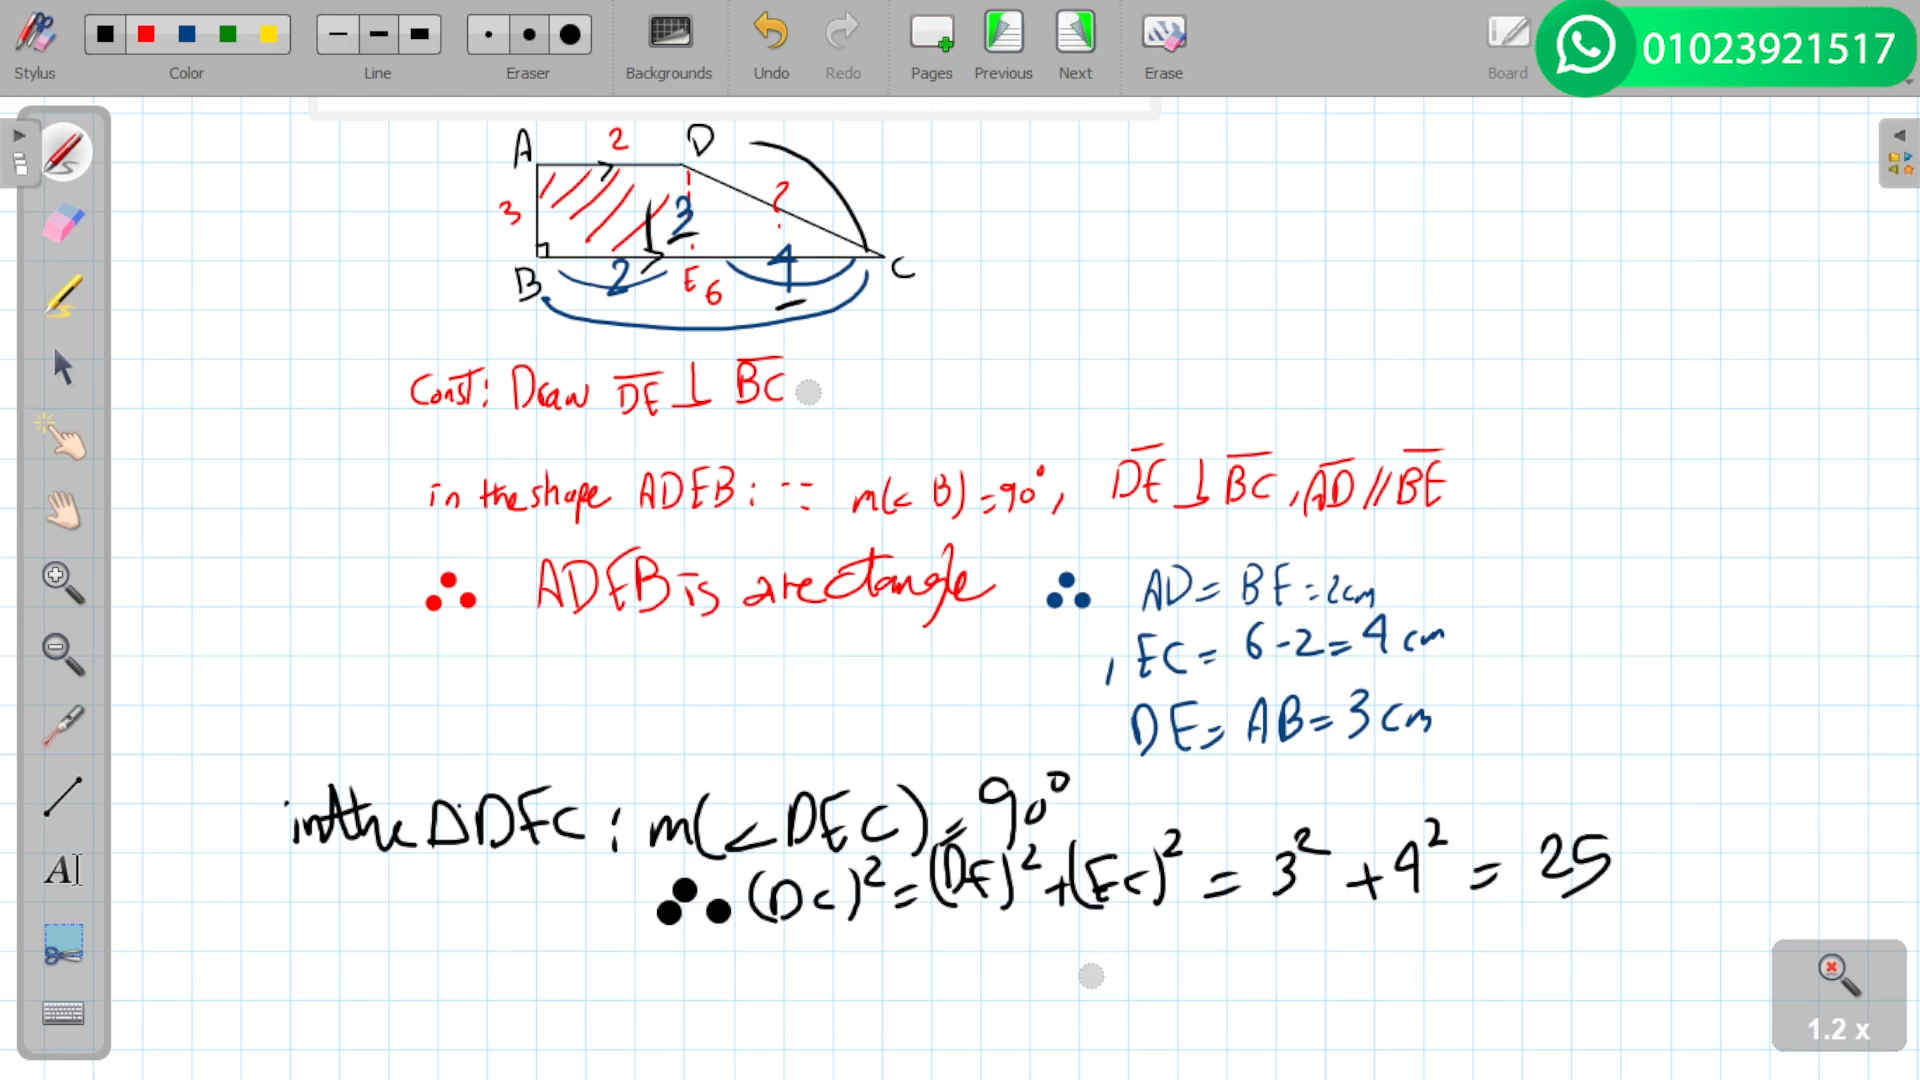 Stylus
Color
Line
Eraser
Backgrounds
Undo
Redo
Pages
Previous
Next
Erase
Board
01023921517
A 2 D
3 3 ?
B 2 E 6 4 C
Const: Draw DE ⊥ BC
in the shape ADEB: ∵ m(< B) = 90°, DE ⊥ BC, AD // BE
∴ ADEB is a rectangle ∴ AD = BE = 2cm
, EC = 6 - 2 = 4 cm
DE = AB = 3 cm
in the Δ DEC : m(< DEC) = 90°
∴ (DC)² = (DE)² + (EC)² = 3² + 4² = 25
1.2 x